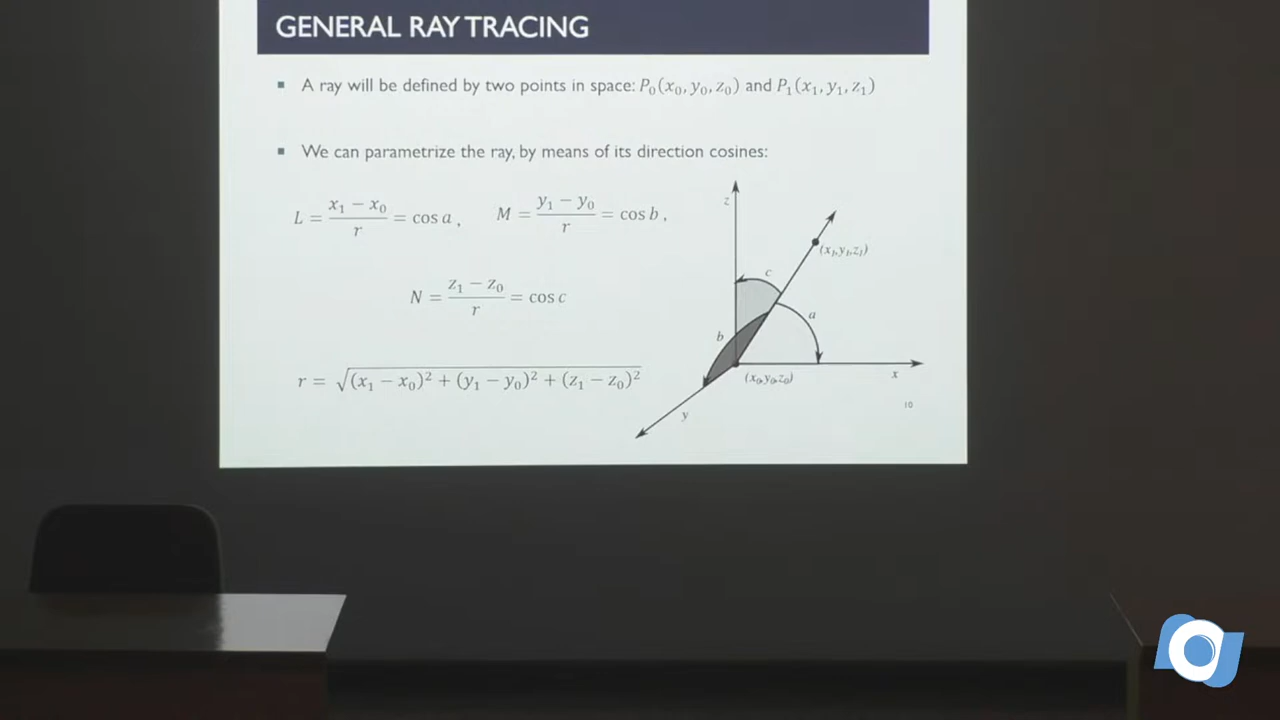 GENERAL RAY TRACING
▪ A ray will be defined by two points in space: P₀(x₀, y₀, z₀) and P₁(x₁, y₁, z₁)
▪ We can parametrize the ray, by means of its direction cosines:
L = (x₁ − x₀)/r = cos a , M = (y₁ − y₀)/r = cos b ,
N = (z₁ − z₀)/r = cos c
r = √((x₁ − x₀)² + (y₁ − y₀)² + (z₁ − z₀)²)
z
(x₁,y₁,z₁)
c
a
b
(x₀,y₀,z₀)
x
y
10